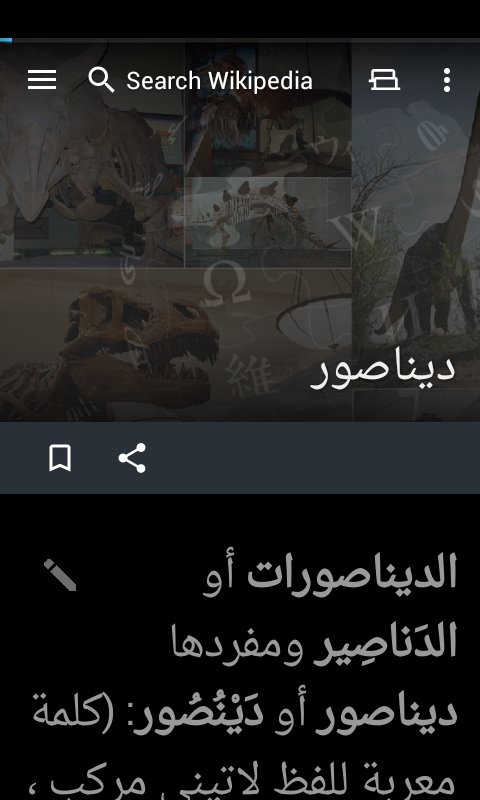 Search Wikipedia
ديناصور
الديناصورات أو
الدَناصِير ومفردها
ديناصور أو دَيْنُصُور: (كلمة
معربة للفظ لاتيني مركب ،